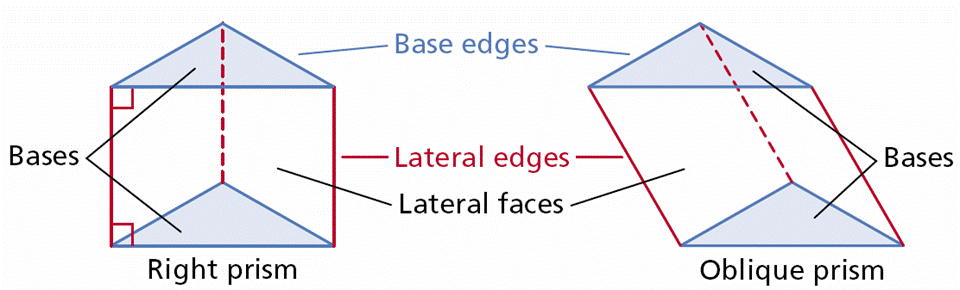 Base edges
Bases
Lateral edges
Bases
Lateral faces
Right prism
Oblique prism